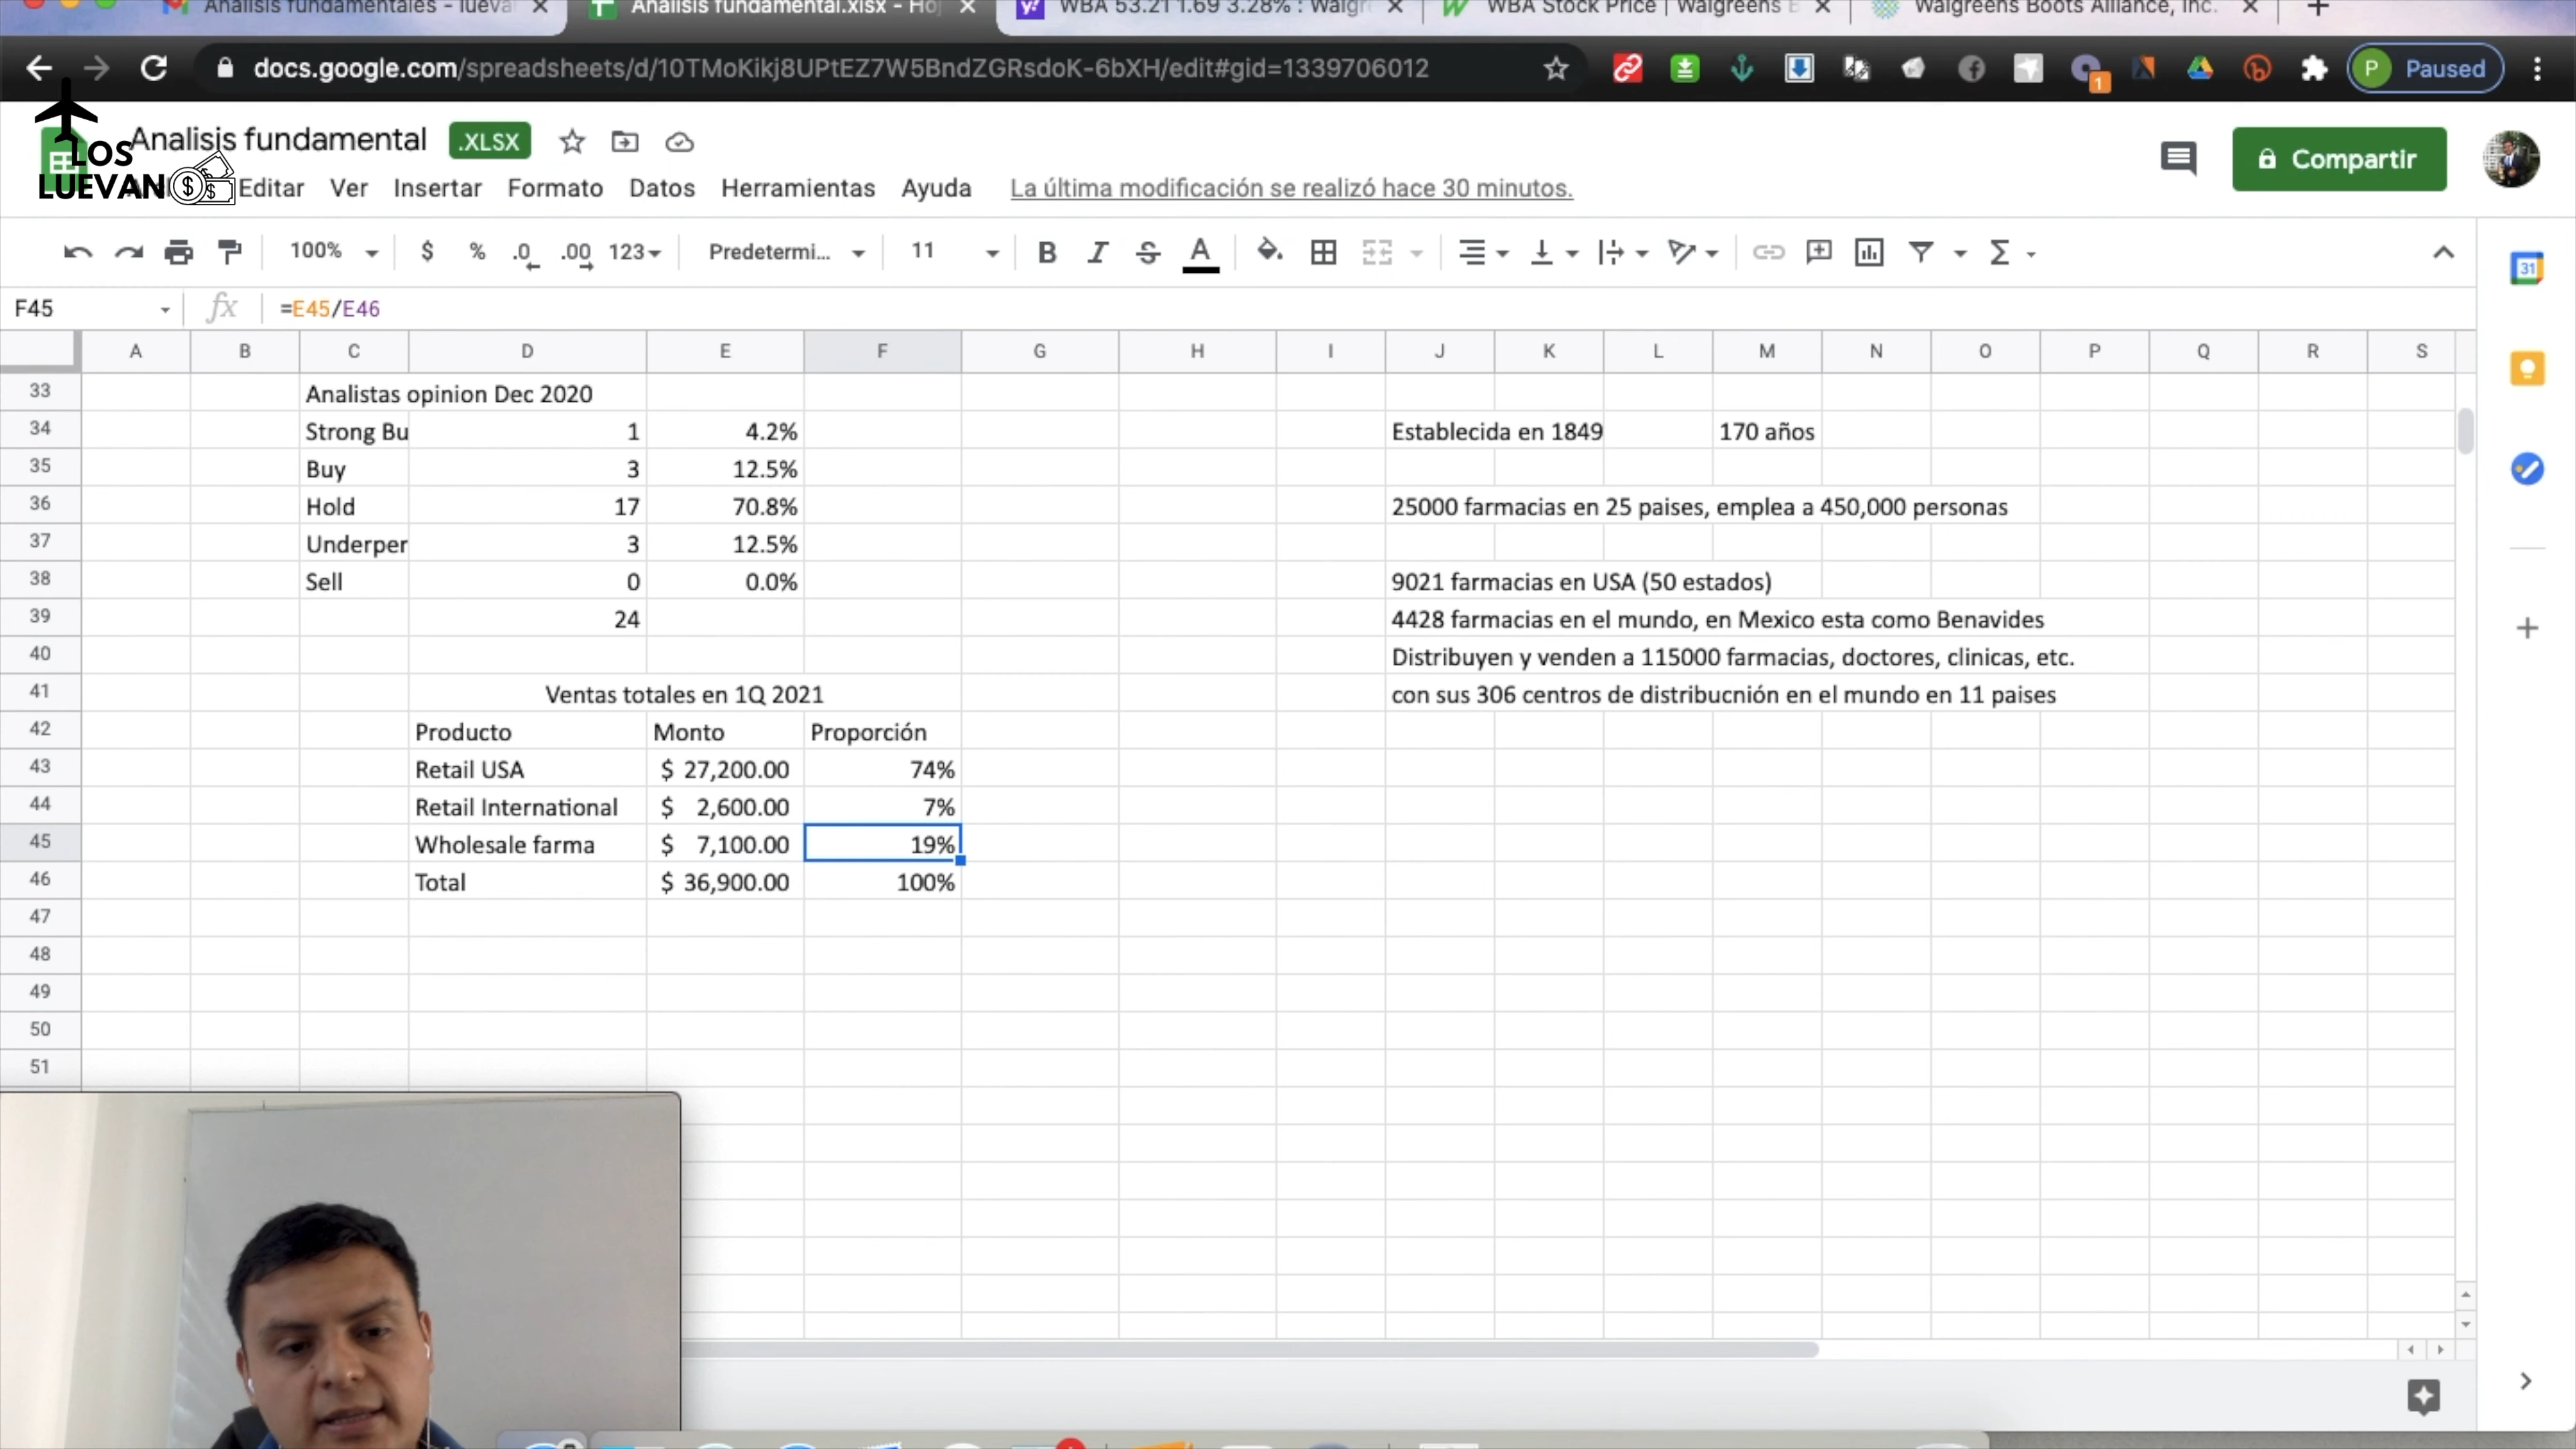 Analisis fundamentales - lueva
Analisis fundamental.xlsx - Ho
WBA 53.21 1.69 3.28% : Walgr
WBA Stock Price | Walgreens B
Walgreens Boots Alliance, Inc.
docs.google.com/spreadsheets/d/10TMoKikj8UPtEZ7W5BndZGRsdoK-6bXH/edit#gid=1339706012
1
P Paused
Analisis fundamental .XLSX
LOS
LUEVAN
Editar Ver Insertar Formato Datos Herramientas Ayuda La última modificación se realizó hace 30 minutos.
Compartir
100% $ % .0 .00 123 Predetermi... 11 B I S A Σ
31
F45 fx =E45/E46
A B C D E F G H I J K L M N O P Q R S
33 Analistas opinion Dec 2020
34 Strong Bu 1 4.2% Establecida en 1849 170 años
35 Buy 3 12.5%
36 Hold 17 70.8% 25000 farmacias en 25 paises, emplea a 450,000 personas
37 Underper 3 12.5%
38 Sell 0 0.0% 9021 farmacias en USA (50 estados)
39 24 4428 farmacias en el mundo, en Mexico esta como Benavides
40 Distribuyen y venden a 115000 farmacias, doctores, clinicas, etc.
41 Ventas totales en 1Q 2021 con sus 306 centros de distribucnión en el mundo en 11 paises
42 Producto Monto Proporción
43 Retail USA $ 27,200.00 74%
44 Retail International $ 2,600.00 7%
45 Wholesale farma $ 7,100.00 19%
46 Total $ 36,900.00 100%
47
48
49
50
51